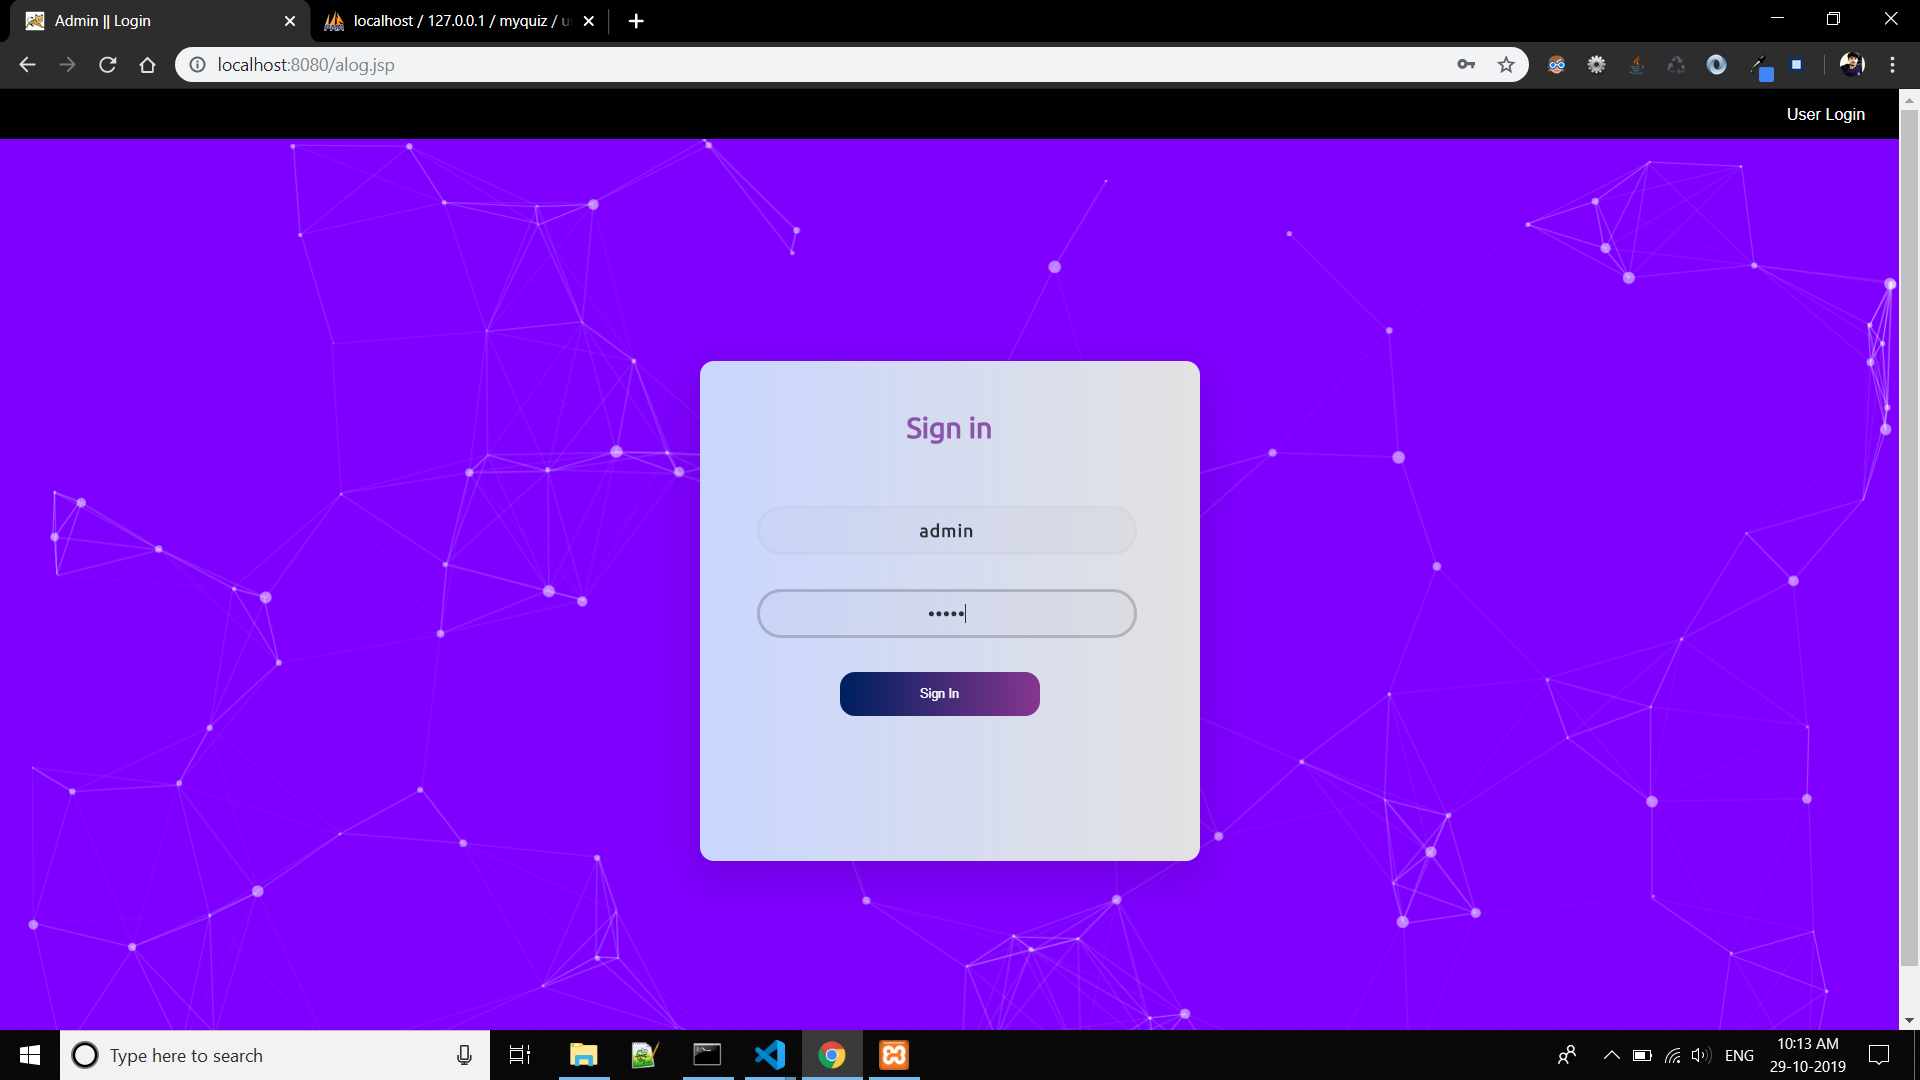 Admin || Login
localhost / 127.0.0.1 / myquiz / u
localhost:8080/alog.jsp
User Login
Sign in
admin
•••••
Sign In
Type here to search
ENG
10:13 AM
29-10-2019